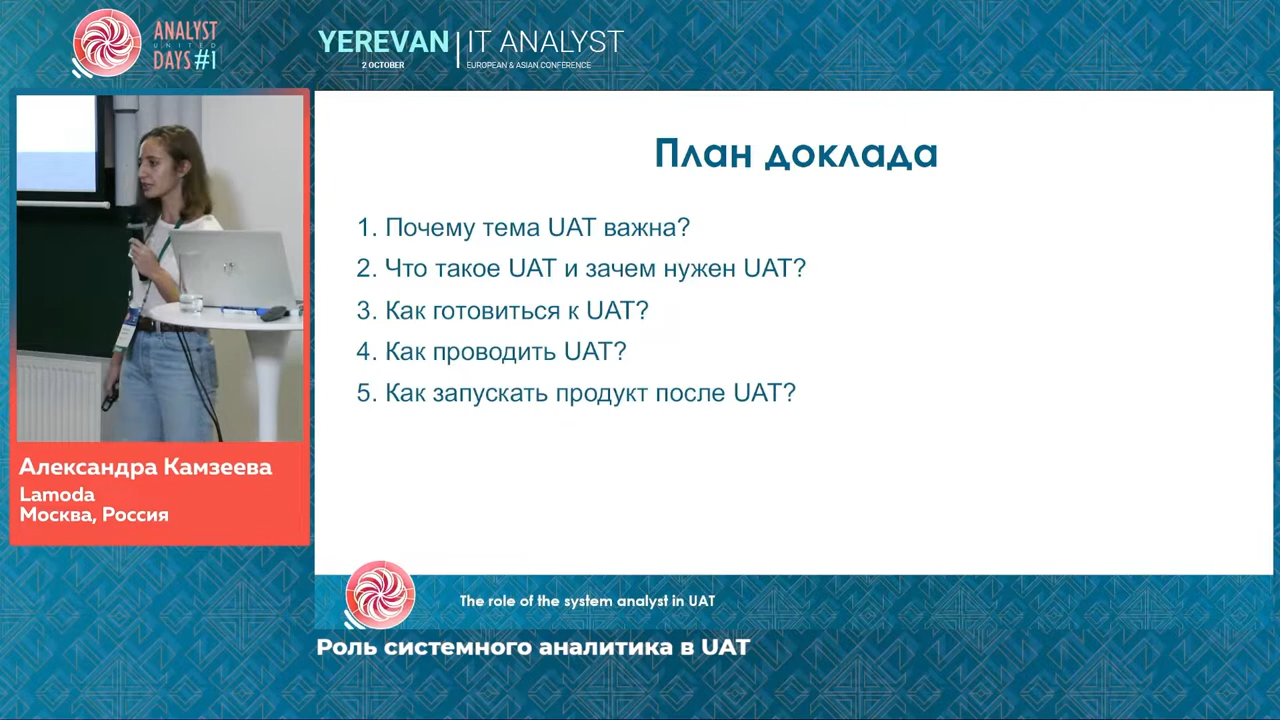 ANALYST
UNITED
DAYS #1
YEREVAN | IT ANALYST
2 OCTOBER
EUROPEAN & ASIAN CONFERENCE
План доклада
1. Почему тема UAT важна?
2. Что такое UAT и зачем нужен UAT?
3. Как готовиться к UAT?
4. Как проводить UAT?
5. Как запускать продукт после UAT?
Александра Камзеева
Lamoda
Москва, Россия
The role of the system analyst in UAT
Роль системного аналитика в UAT